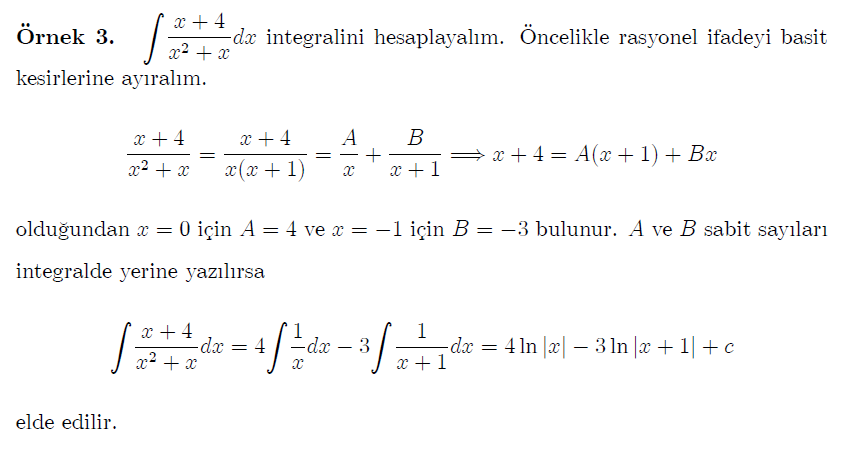 Örnek 3. ∫ (x + 4)/(x² + x) dx integralini hesaplayalım. Öncelikle rasyonel ifadeyi basit
kesirlerine ayıralım.
(x + 4)/(x² + x) = (x + 4)/(x(x + 1)) = A/x + B/(x + 1) ⟹ x + 4 = A(x + 1) + Bx
olduğundan x = 0 için A = 4 ve x = −1 için B = −3 bulunur. A ve B sabit sayıları
integralde yerine yazılırsa
∫ (x + 4)/(x² + x) dx = 4 ∫ 1/x dx − 3 ∫ 1/(x + 1) dx = 4 ln |x| − 3 ln |x + 1| + c
elde edilir.